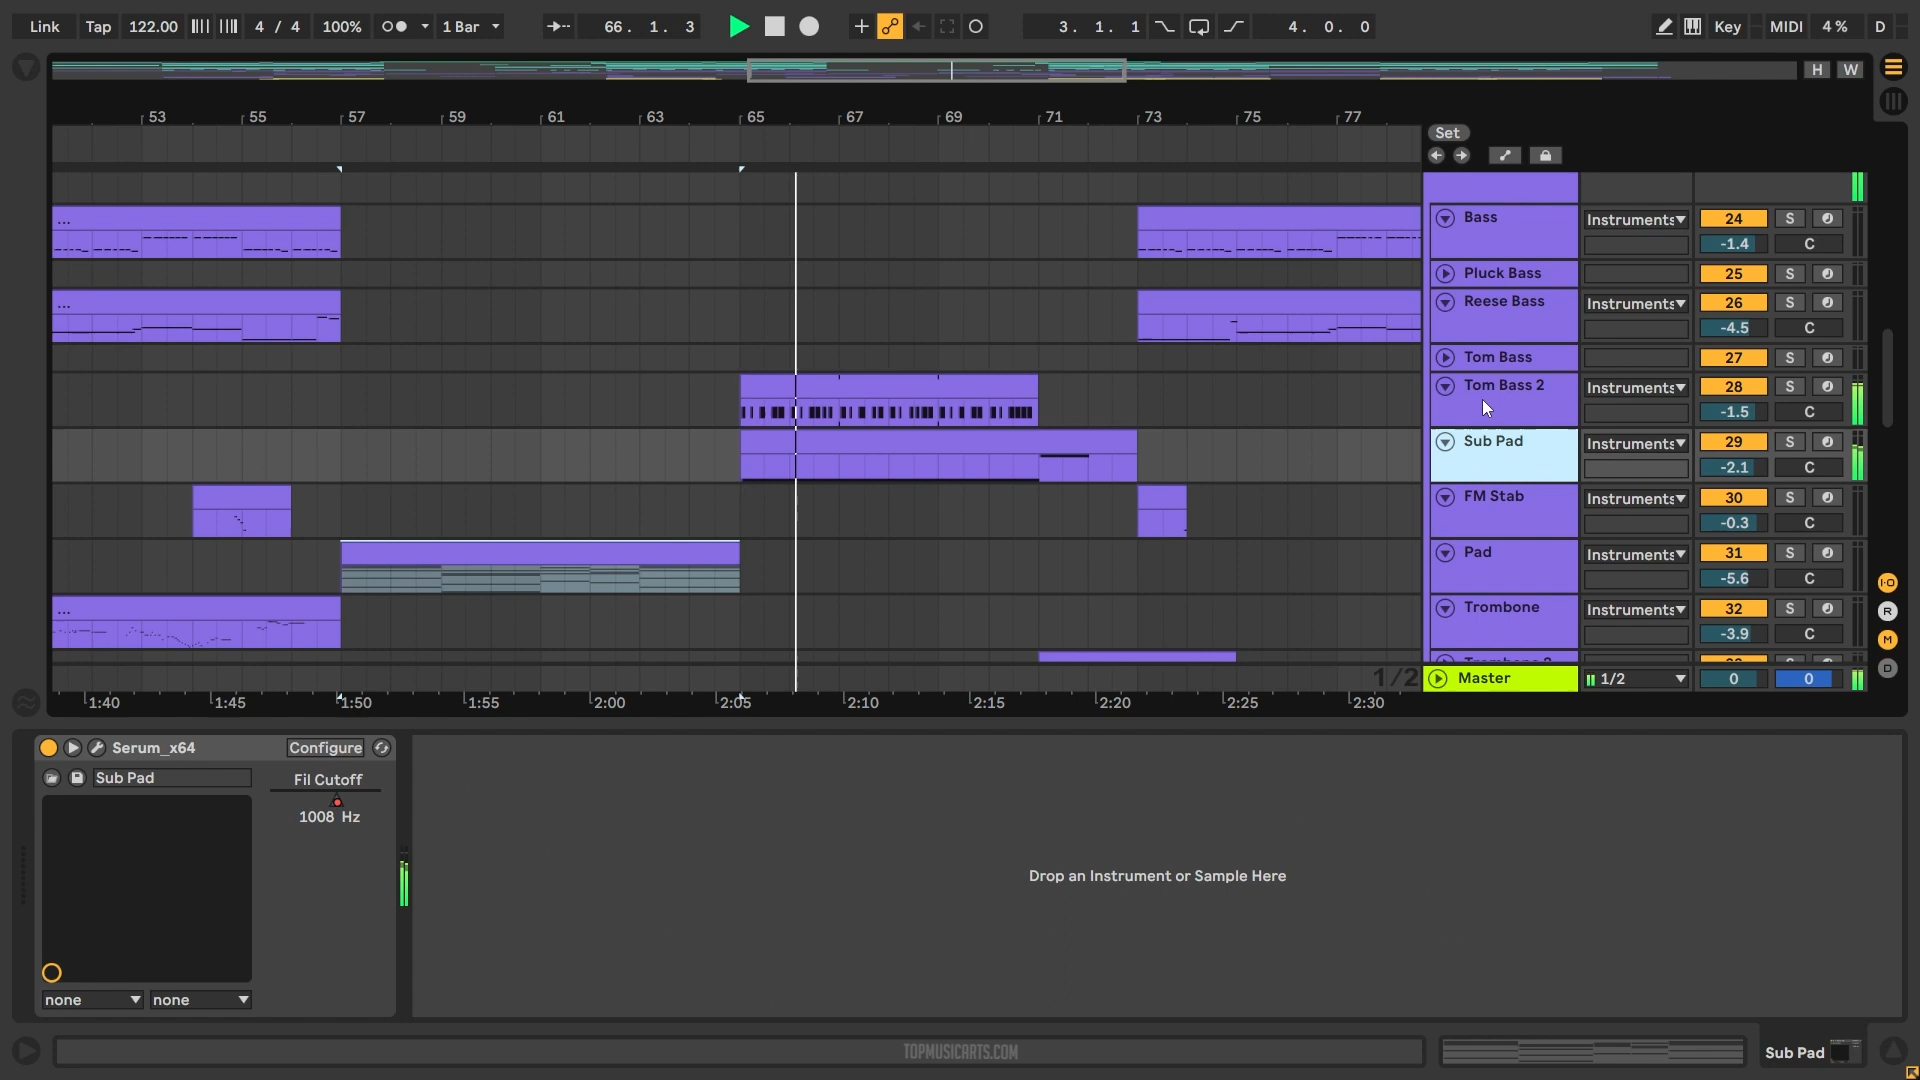 Link Tap 122.00 4 / 4 100% 1 Bar 66. 1. 3 3. 1. 1 4. 0. 0 Key MIDI 4% D
H W
53 55 57 59 61 63 65 67 69 71 73 75 77
Set
... Bass Instruments 24 S
-1.4 C
Pluck Bass 25 S
... Reese Bass Instruments 26 S
-4.5 C
Tom Bass 27 S
Tom Bass 2 Instruments 28 S
-1.5 C
Sub Pad Instruments 29 S
-2.1 C
FM Stab Instruments 30 S
-0.3 C
Pad Instruments 31 S
-5.6 C
I·O
... Trombone Instruments 32 S R
-3.9 C M
1/2 Master 1/2 0 0 D
1:40 1:45 1:50 1:55 2:00 2:05 2:10 2:15 2:20 2:25 2:30
Serum_x64 Configure
Sub Pad Fil Cutoff
1008 Hz
Drop an Instrument or Sample Here
none none
TOPMUSICARTS.COM Sub Pad